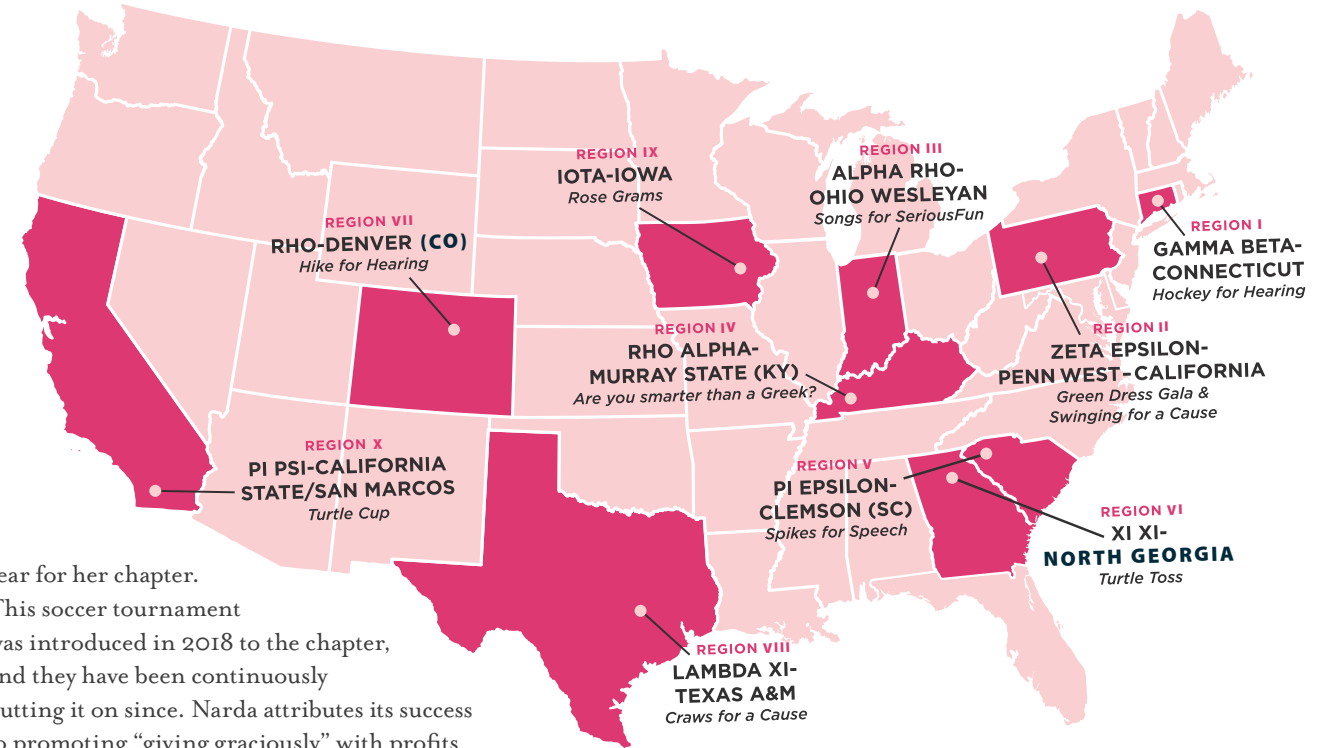 REGION IX
IOTA-IOWA
Rose Grams
REGION III
ALPHA RHO-
OHIO WESLEYAN
Songs for SeriousFun
REGION VII
RHO-DENVER (CO)
Hike for Hearing
REGION I
GAMMA BETA-
CONNECTICUT
Hockey for Hearing
REGION IV
RHO ALPHA-
MURRAY STATE (KY)
Are you smarter than a Greek?
REGION II
ZETA EPSILON-
PENN WEST-CALIFORNIA
Green Dress Gala &
Swinging for a Cause
REGION X
PI PSI-CALIFORNIA
STATE/SAN MARCOS
Turtle Cup
REGION V
PI EPSILON-
CLEMSON (SC)
Spikes for Speech
REGION VI
XI XI-
NORTH GEORGIA
Turtle Toss
REGION VIII
LAMBDA XI-
TEXAS A&M
Craws for a Cause
ear for her chapter.
This soccer tournament
was introduced in 2018 to the chapter,
nd they have been continuously
utting it on since. Narda attributes its success
o promoting “giving graciously” with profits